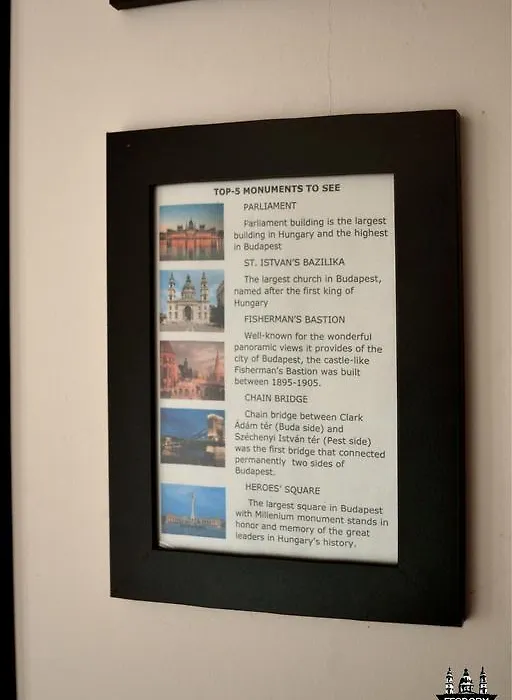 TOP-5 MONUMENTS TO SEE
PARLIAMENT
Parliament building is the largest
building in Hungary and the highest
in Budapest
ST. ISTVAN'S BAZILIKA
The largest church in Budapest,
named after the first king of
Hungary
FISHERMAN'S BASTION
Well-known for the wonderful
panoramic views it provides of the
city of Budapest, the castle-like
Fisherman's Bastion was built
between 1895-1905.
CHAIN BRIDGE
Chain bridge between Clark
Ádám tér (Buda side) and
Széchenyi István tér (Pest side)
was the first bridge that connected
permanently two sides of
Budapest.
HEROES' SQUARE
The largest square in Budapest
with Millenium monument stands in
honor and memory of the great
leaders in Hungary's history.